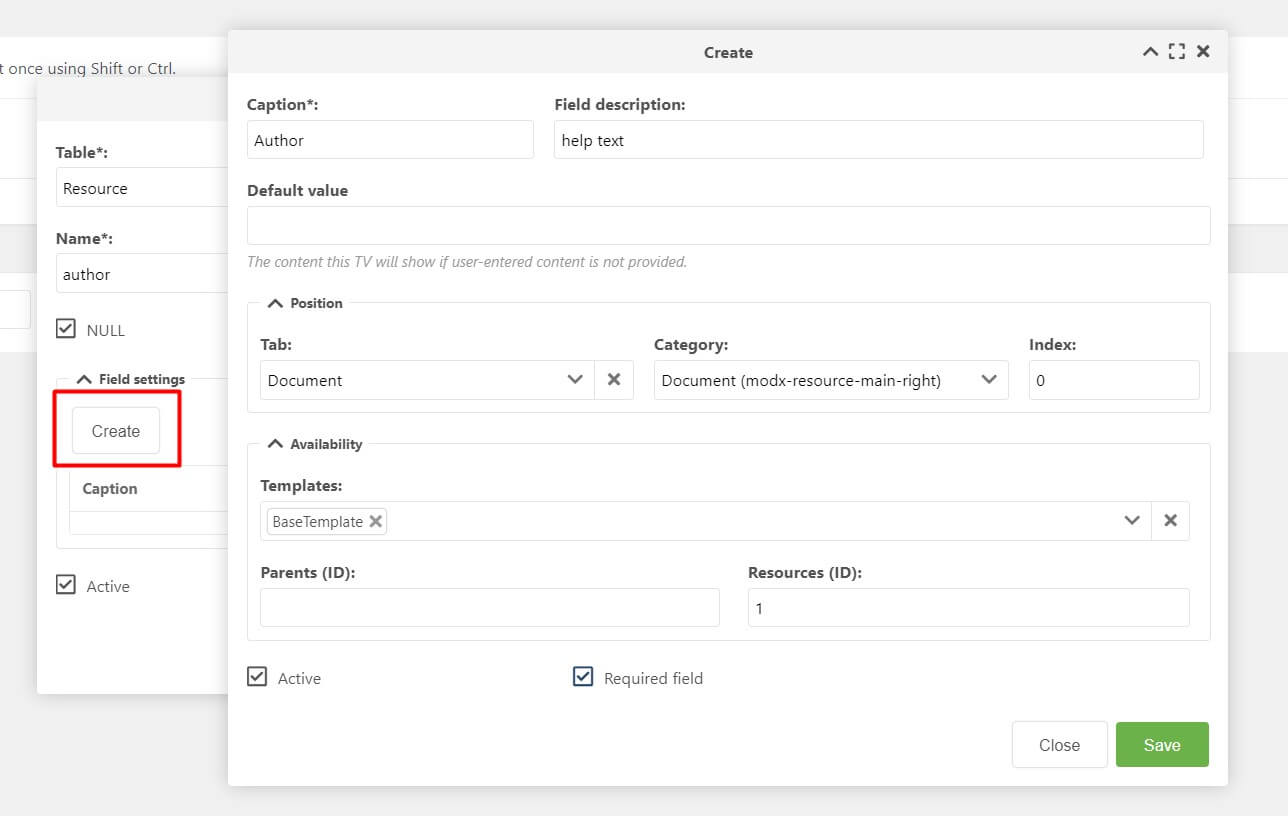 t once using Shift or Ctrl.
Table*:
Resource
Name*:
author
NULL
Field settings
Create
Caption
Active
Create
Caption*:
Field description:
Author
help text
Default value
The content this TV will show if user-entered content is not provided.
Position
Tab:
Category:
Index:
Document
Document (modx-resource-main-right)
0
Availability
Templates:
BaseTemplate
Parents (ID):
Resources (ID):
1
Active
Required field
Close
Save